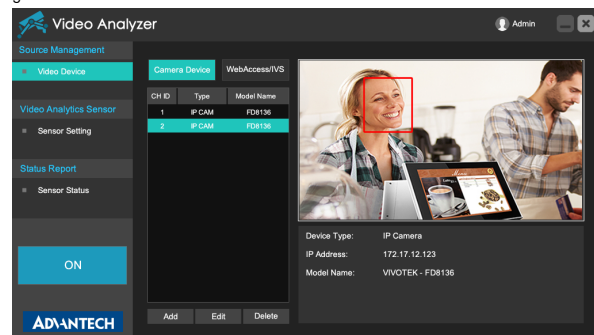 Video Analyzer
Admin
Source Management
Video Device
Video Analytics Sensor
Sensor Setting
Status Report
Sensor Status
ON
ADVANTECH
Camera Device
WebAccess/IVS
CH ID Type Model Name
1 IP CAM FD8136
2 IP CAM FD8136
Add Edit Delete
Device Type: IP Camera
IP Address: 172.17.12.123
Model Name: VIVOTEK - FD8136